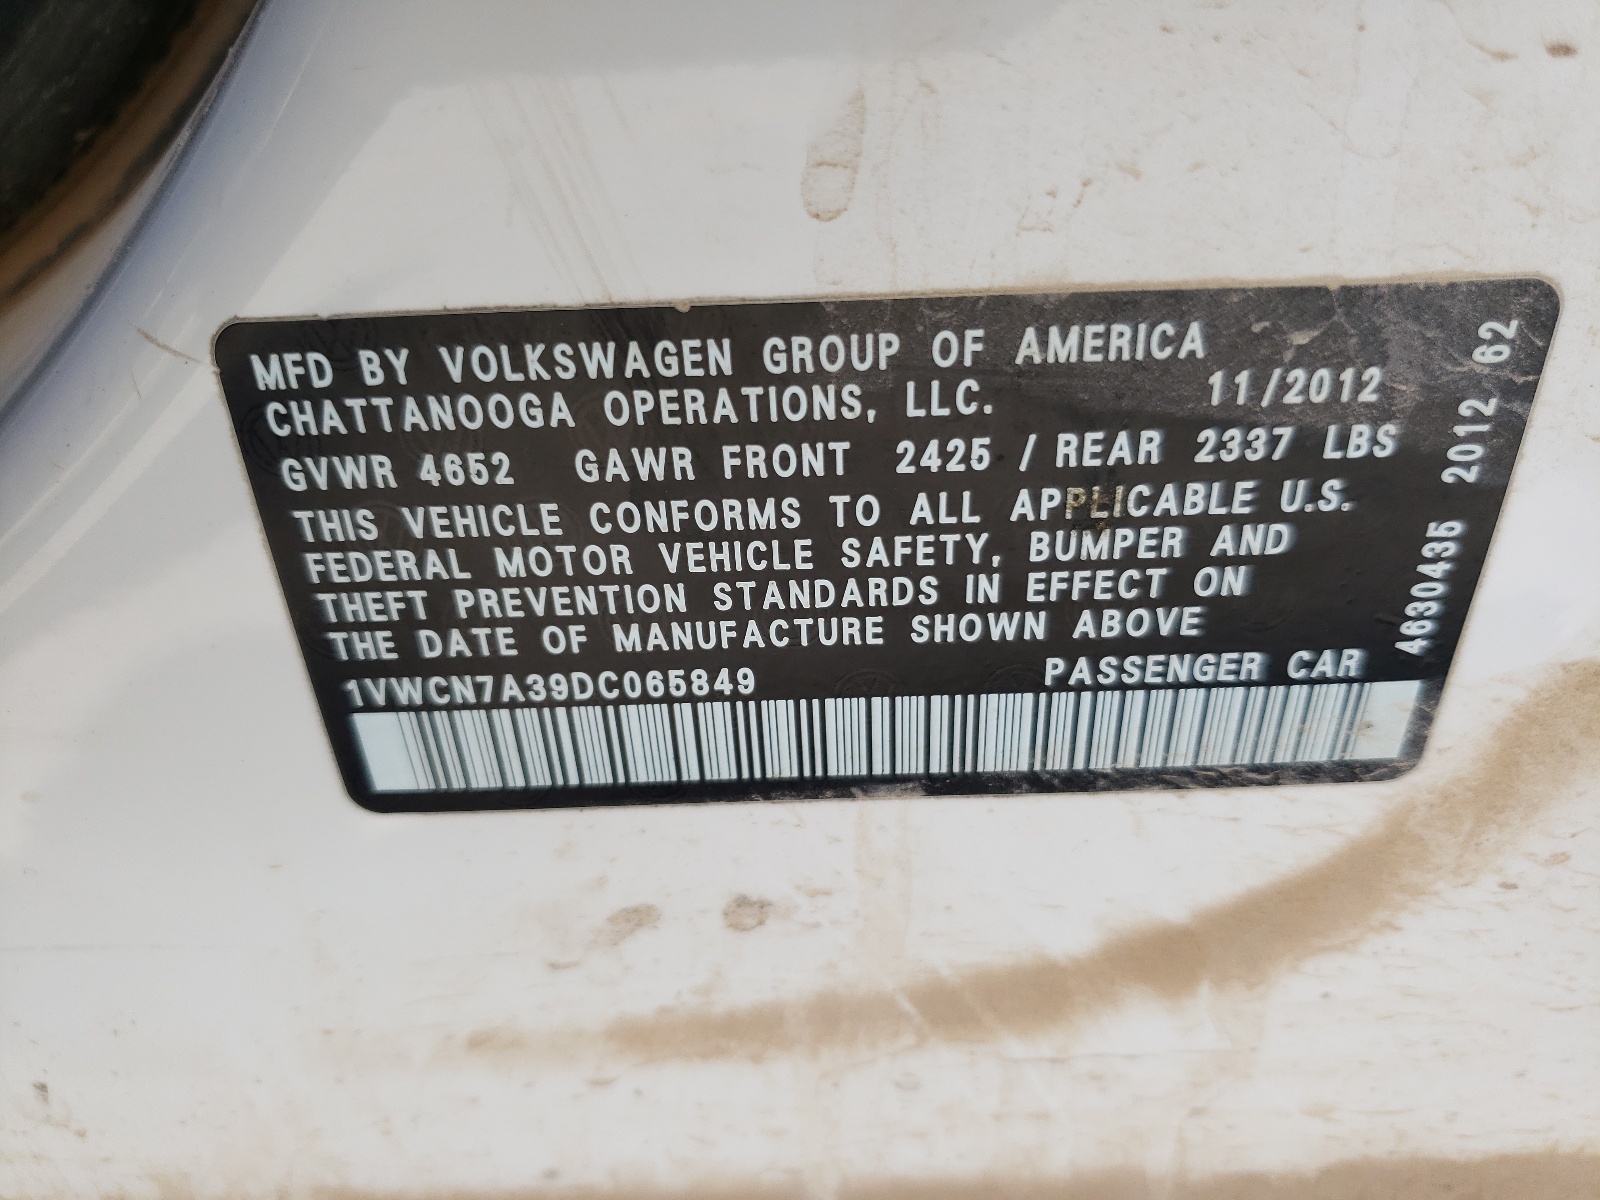 MFD BY VOLKSWAGEN GROUP OF AMERICA
CHATTANOOGA OPERATIONS, LLC. 11/2012
GVWR 4652 GAWR FRONT 2425 / REAR 2337 LBS
THIS VEHICLE CONFORMS TO ALL APPLICABLE U.S.
FEDERAL MOTOR VEHICLE SAFETY, BUMPER AND
THEFT PREVENTION STANDARDS IN EFFECT ON
THE DATE OF MANUFACTURE SHOWN ABOVE
1VWCN7A39DC065849 PASSENGER CAR
4630435 2012 62